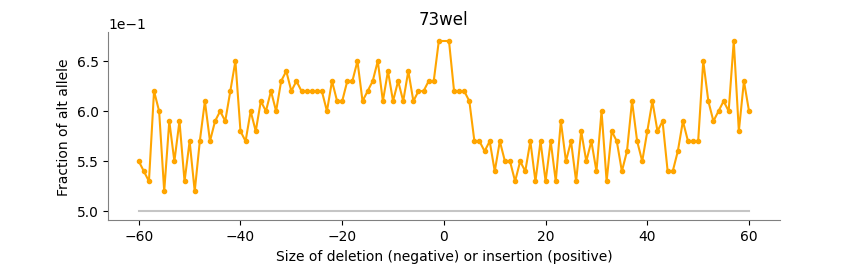 73wel
1e−1
6.5
6.0
5.5
5.0
Fraction of alt allele
−60 −40 −20 0 20 40 60
Size of deletion (negative) or insertion (positive)